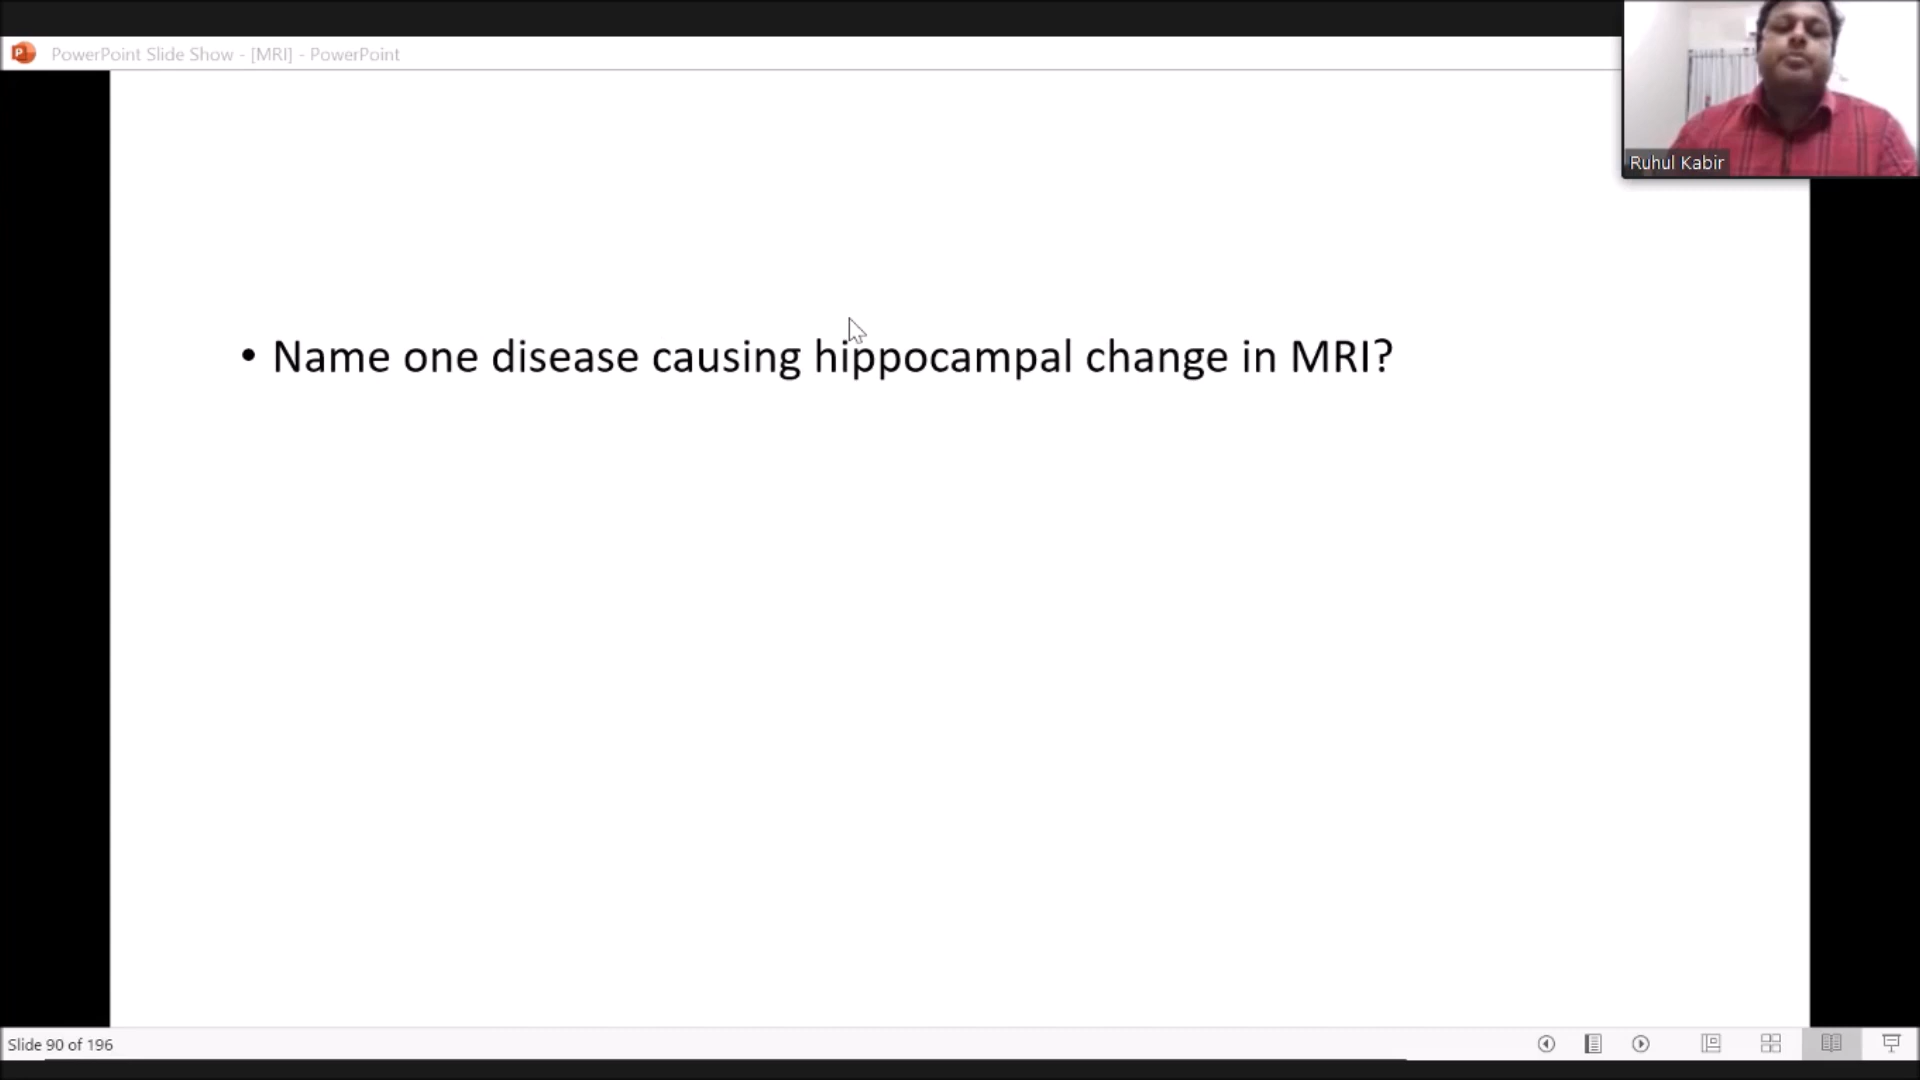 PowerPoint Slide Show - [MRI] - PowerPoint
Ruhul Kabir
• Name one disease causing hippocampal change in MRI?
Slide 90 of 196